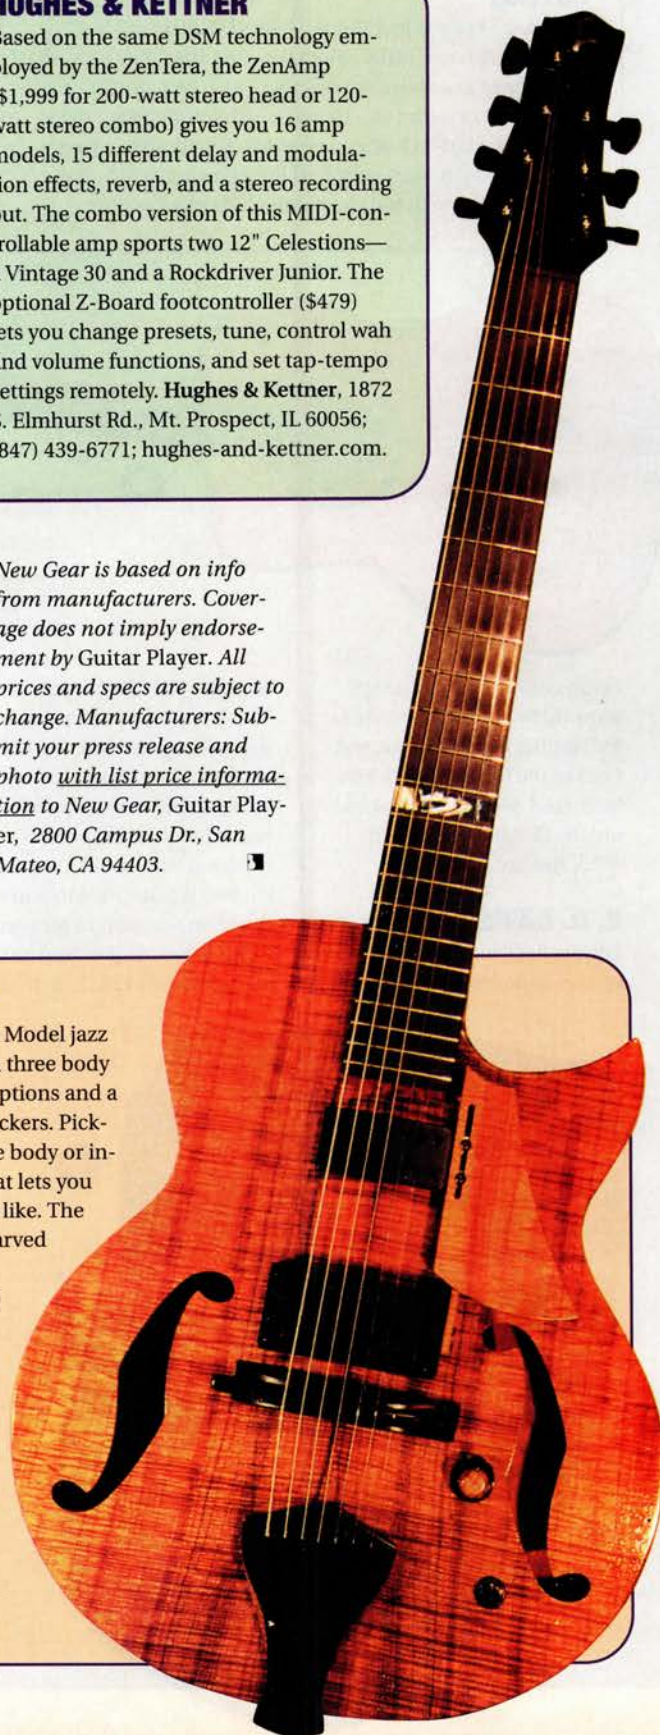 HUGHES & KETTNER
Based on the same DSM technology em-
ployed by the ZenTera, the ZenAmp
($1,999 for 200-watt stereo head or 120-
watt stereo combo) gives you 16 amp
models, 15 different delay and modula-
tion effects, reverb, and a stereo recording
out. The combo version of this MIDI-con-
trollable amp sports two 12" Celestions—
Vintage 30 and a Rockdriver Junior. The
optional Z-Board footcontroller ($479)
lets you change presets, tune, control wah
and volume functions, and set tap-tempo
settings remotely. Hughes & Kettner, 1872
S. Elmhurst Rd., Mt. Prospect, IL 60056;
(847) 439-6771; hughes-and-kettner.com.
New Gear is based on info
from manufacturers. Cover-
age does not imply endorse-
ment by Guitar Player. All
prices and specs are subject to
change. Manufacturers: Sub-
mit your press release and
photo with list price informa-
tion to New Gear, Guitar Play-
er, 2800 Campus Dr., San
Mateo, CA 94403.
Model jazz
three body
ptions and a
ckers. Pick-
e body or in-
at lets you
like. The
arved